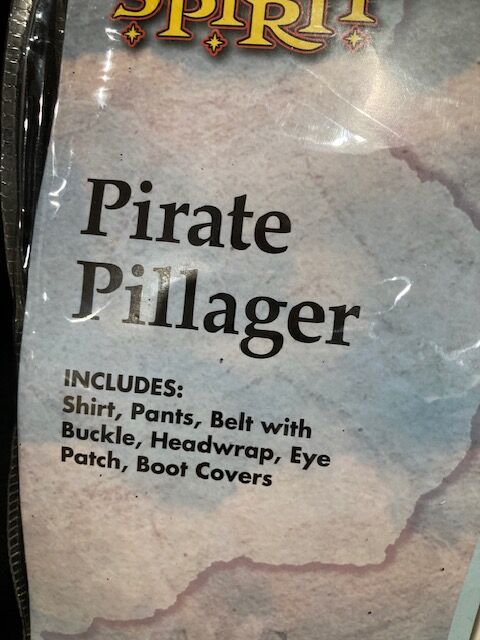 SPIRIT
Pirate
Pillager
INCLUDES:
Shirt, Pants, Belt with
Buckle, Headwrap, Eye
Patch, Boot Covers